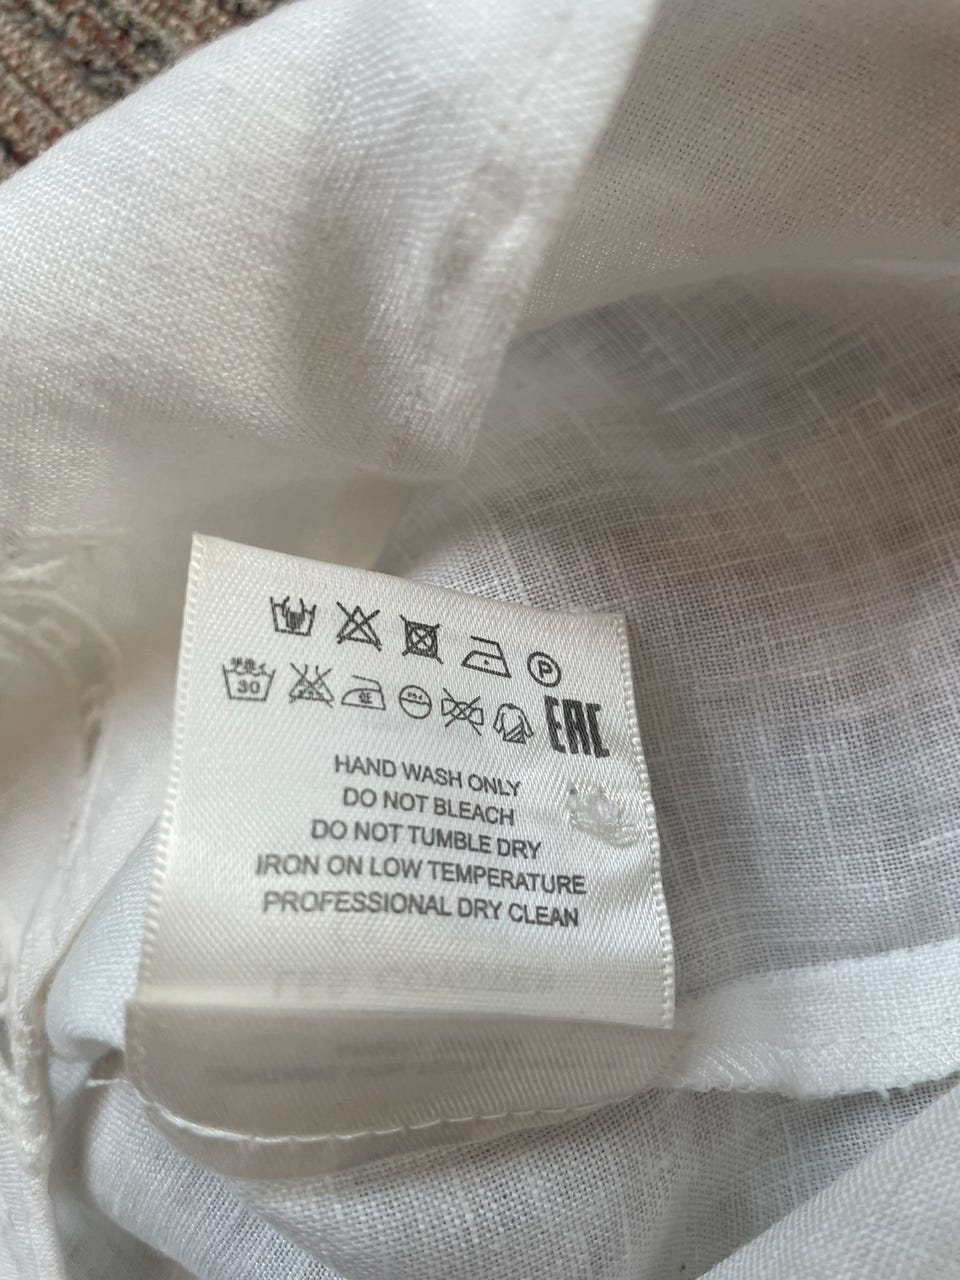 P
30
EAC
HAND WASH ONLY
DO NOT BLEACH
DO NOT TUMBLE DRY
IRON ON LOW TEMPERATURE
PROFESSIONAL DRY CLEAN